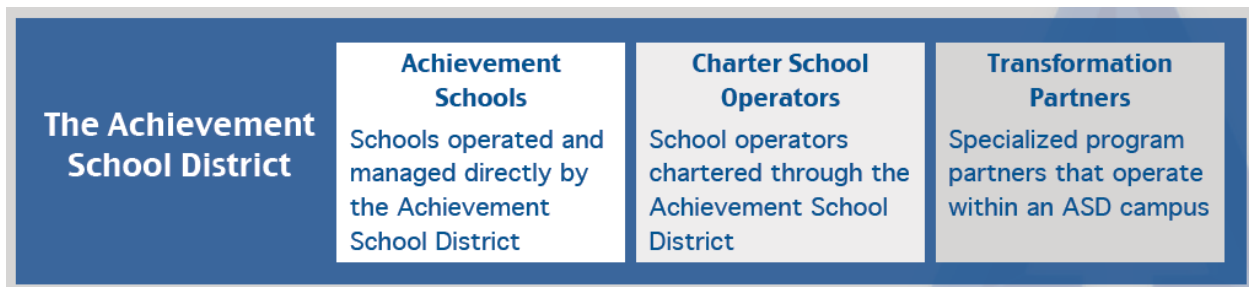 The Achievement
School District
Achievement
Schools
Schools operated and
managed directly by
the Achievement
School District
Charter School
Operators
School operators
chartered through the
Achievement School
District
Transformation
Partners
Specialized program
partners that operate
within an ASD campus